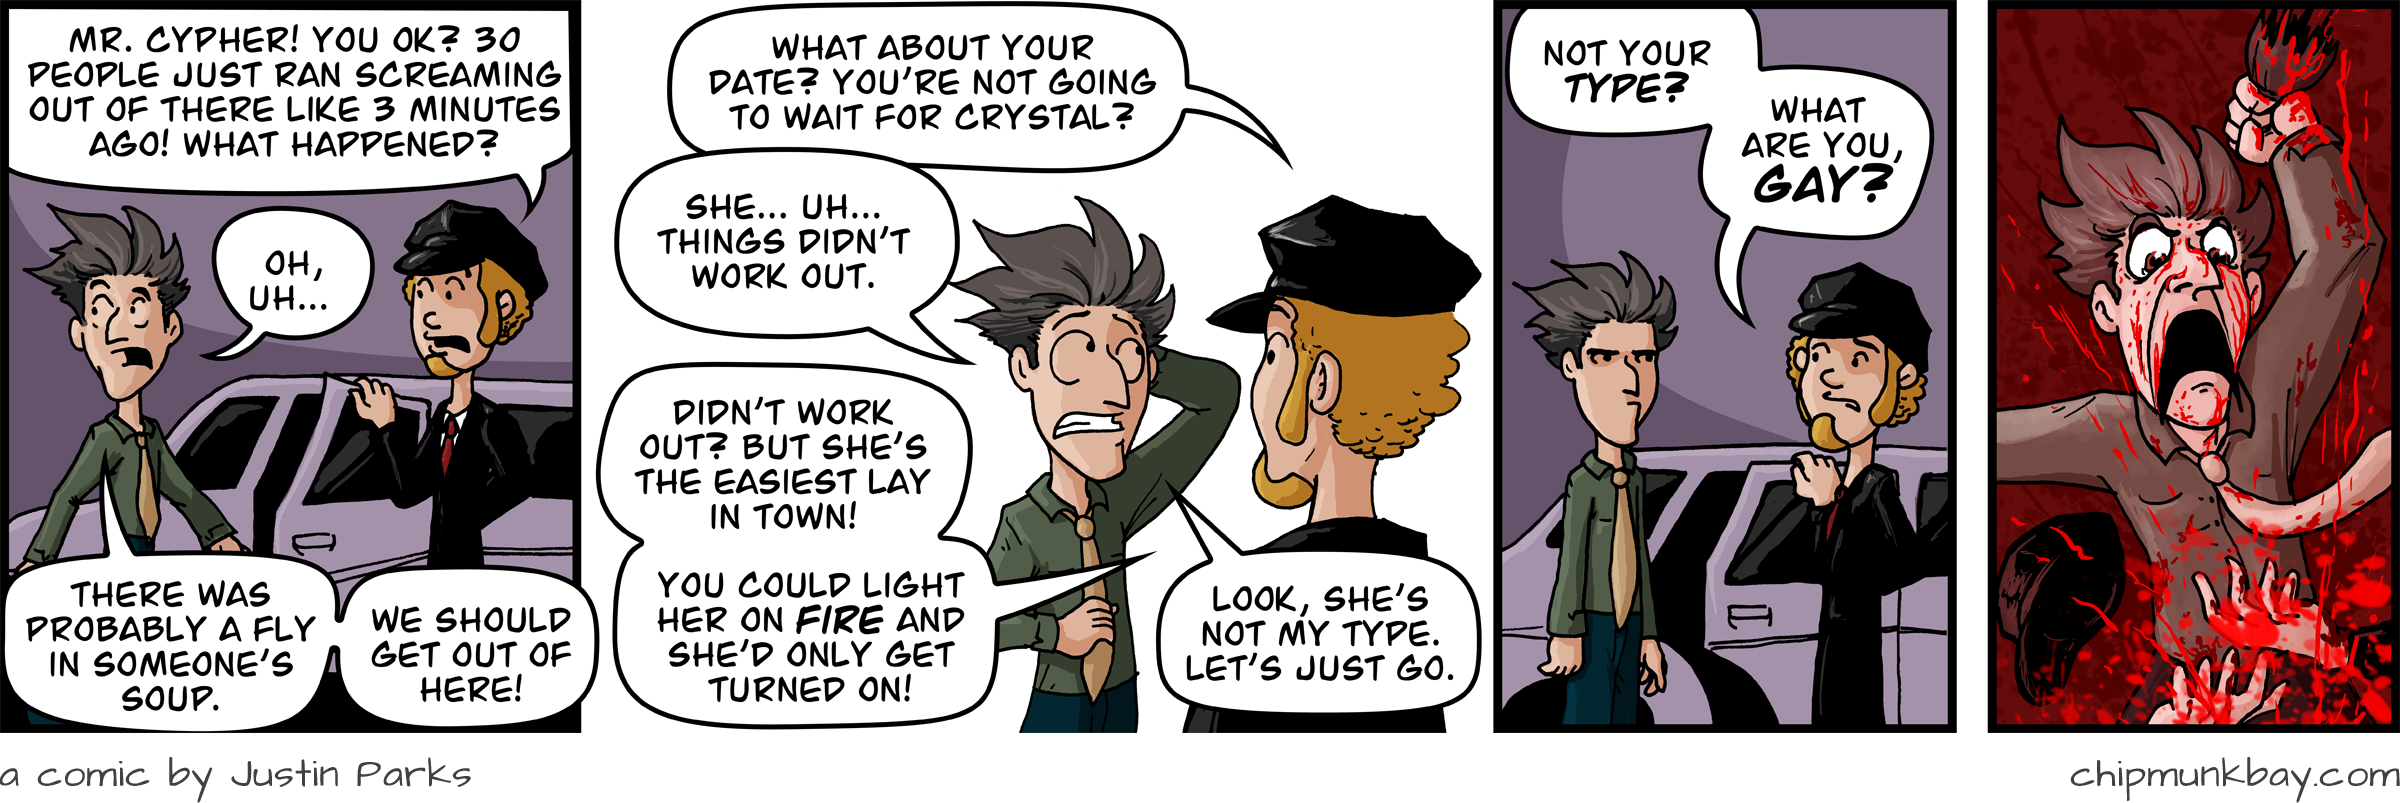 MR. CYPHER! YOU OK? 30
PEOPLE JUST RAN SCREAMING
OUT OF THERE LIKE 3 MINUTES
AGO! WHAT HAPPENED?
OH,
UH...
THERE WAS
PROBABLY A FLY
IN SOMEONE'S
SOUP.
WE SHOULD
GET OUT OF
HERE!
WHAT ABOUT YOUR
DATE? YOU'RE NOT GOING
TO WAIT FOR CRYSTAL?
SHE... UH...
THINGS DIDN'T
WORK OUT.
DIDN'T WORK
OUT? BUT SHE'S
THE EASIEST LAY
IN TOWN!
YOU COULD LIGHT
HER ON FIRE AND
SHE'D ONLY GET
TURNED ON!
LOOK, SHE'S
NOT MY TYPE.
LET'S JUST GO.
NOT YOUR
TYPE?
WHAT
ARE YOU,
GAY?
a comic by Justin Parks
chipmunkbay.com